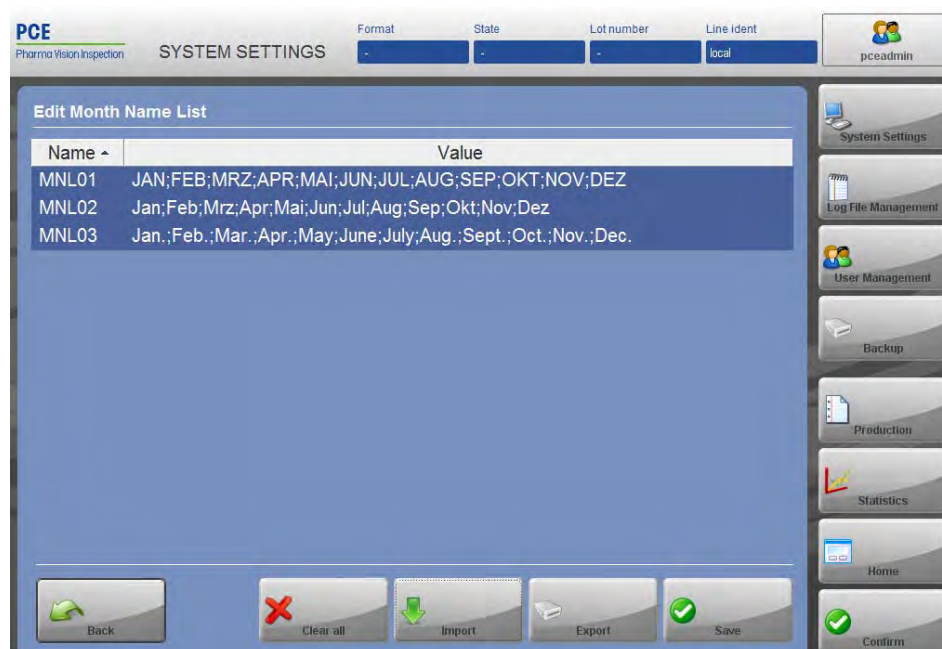 PCE
Pharma Vision Inspection
SYSTEM SETTINGS
Format
-
State
-
Lot number
-
Line ident
local
pceadmin
Edit Month Name List
Name Value
MNL01 JAN;FEB;MRZ;APR;MAI;JUN;JUL;AUG;SEP;OKT;NOV;DEZ
MNL02 Jan;Feb;Mrz;Apr;Mai;Jun;Jul;Aug;Sep;Okt;Nov;Dez
MNL03 Jan.;Feb.;Mar.;Apr.;May;June;July;Aug.;Sept.;Oct.;Nov.;Dec.
System Settings
Log File Management
User Management
Backup
Production
Statistics
Home
Confirm
Back
Clear all
Import
Export
Save